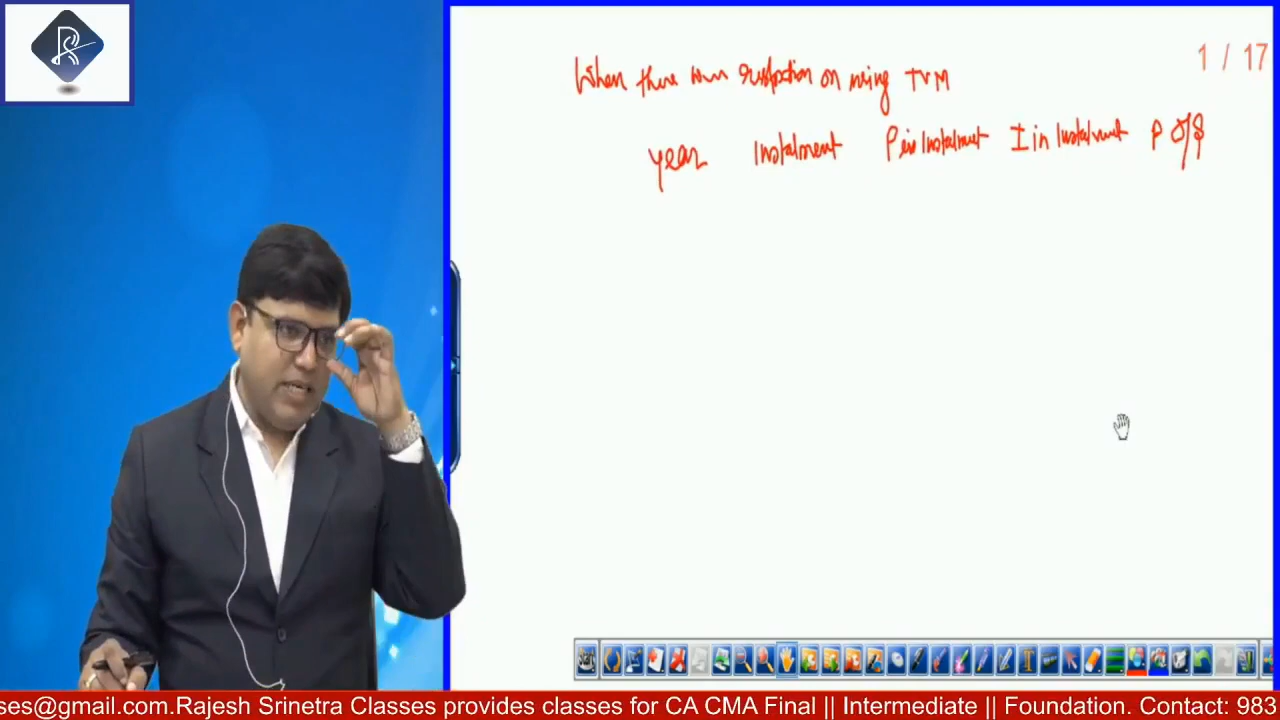 1 / 17
When there was restriction on using TVM
year Instalment P in Instalment I in Instalment P O/S
ses@gmail.com.Rajesh Srinetra Classes provides classes for CA CMA Final || Intermediate || Foundation. Contact: 983